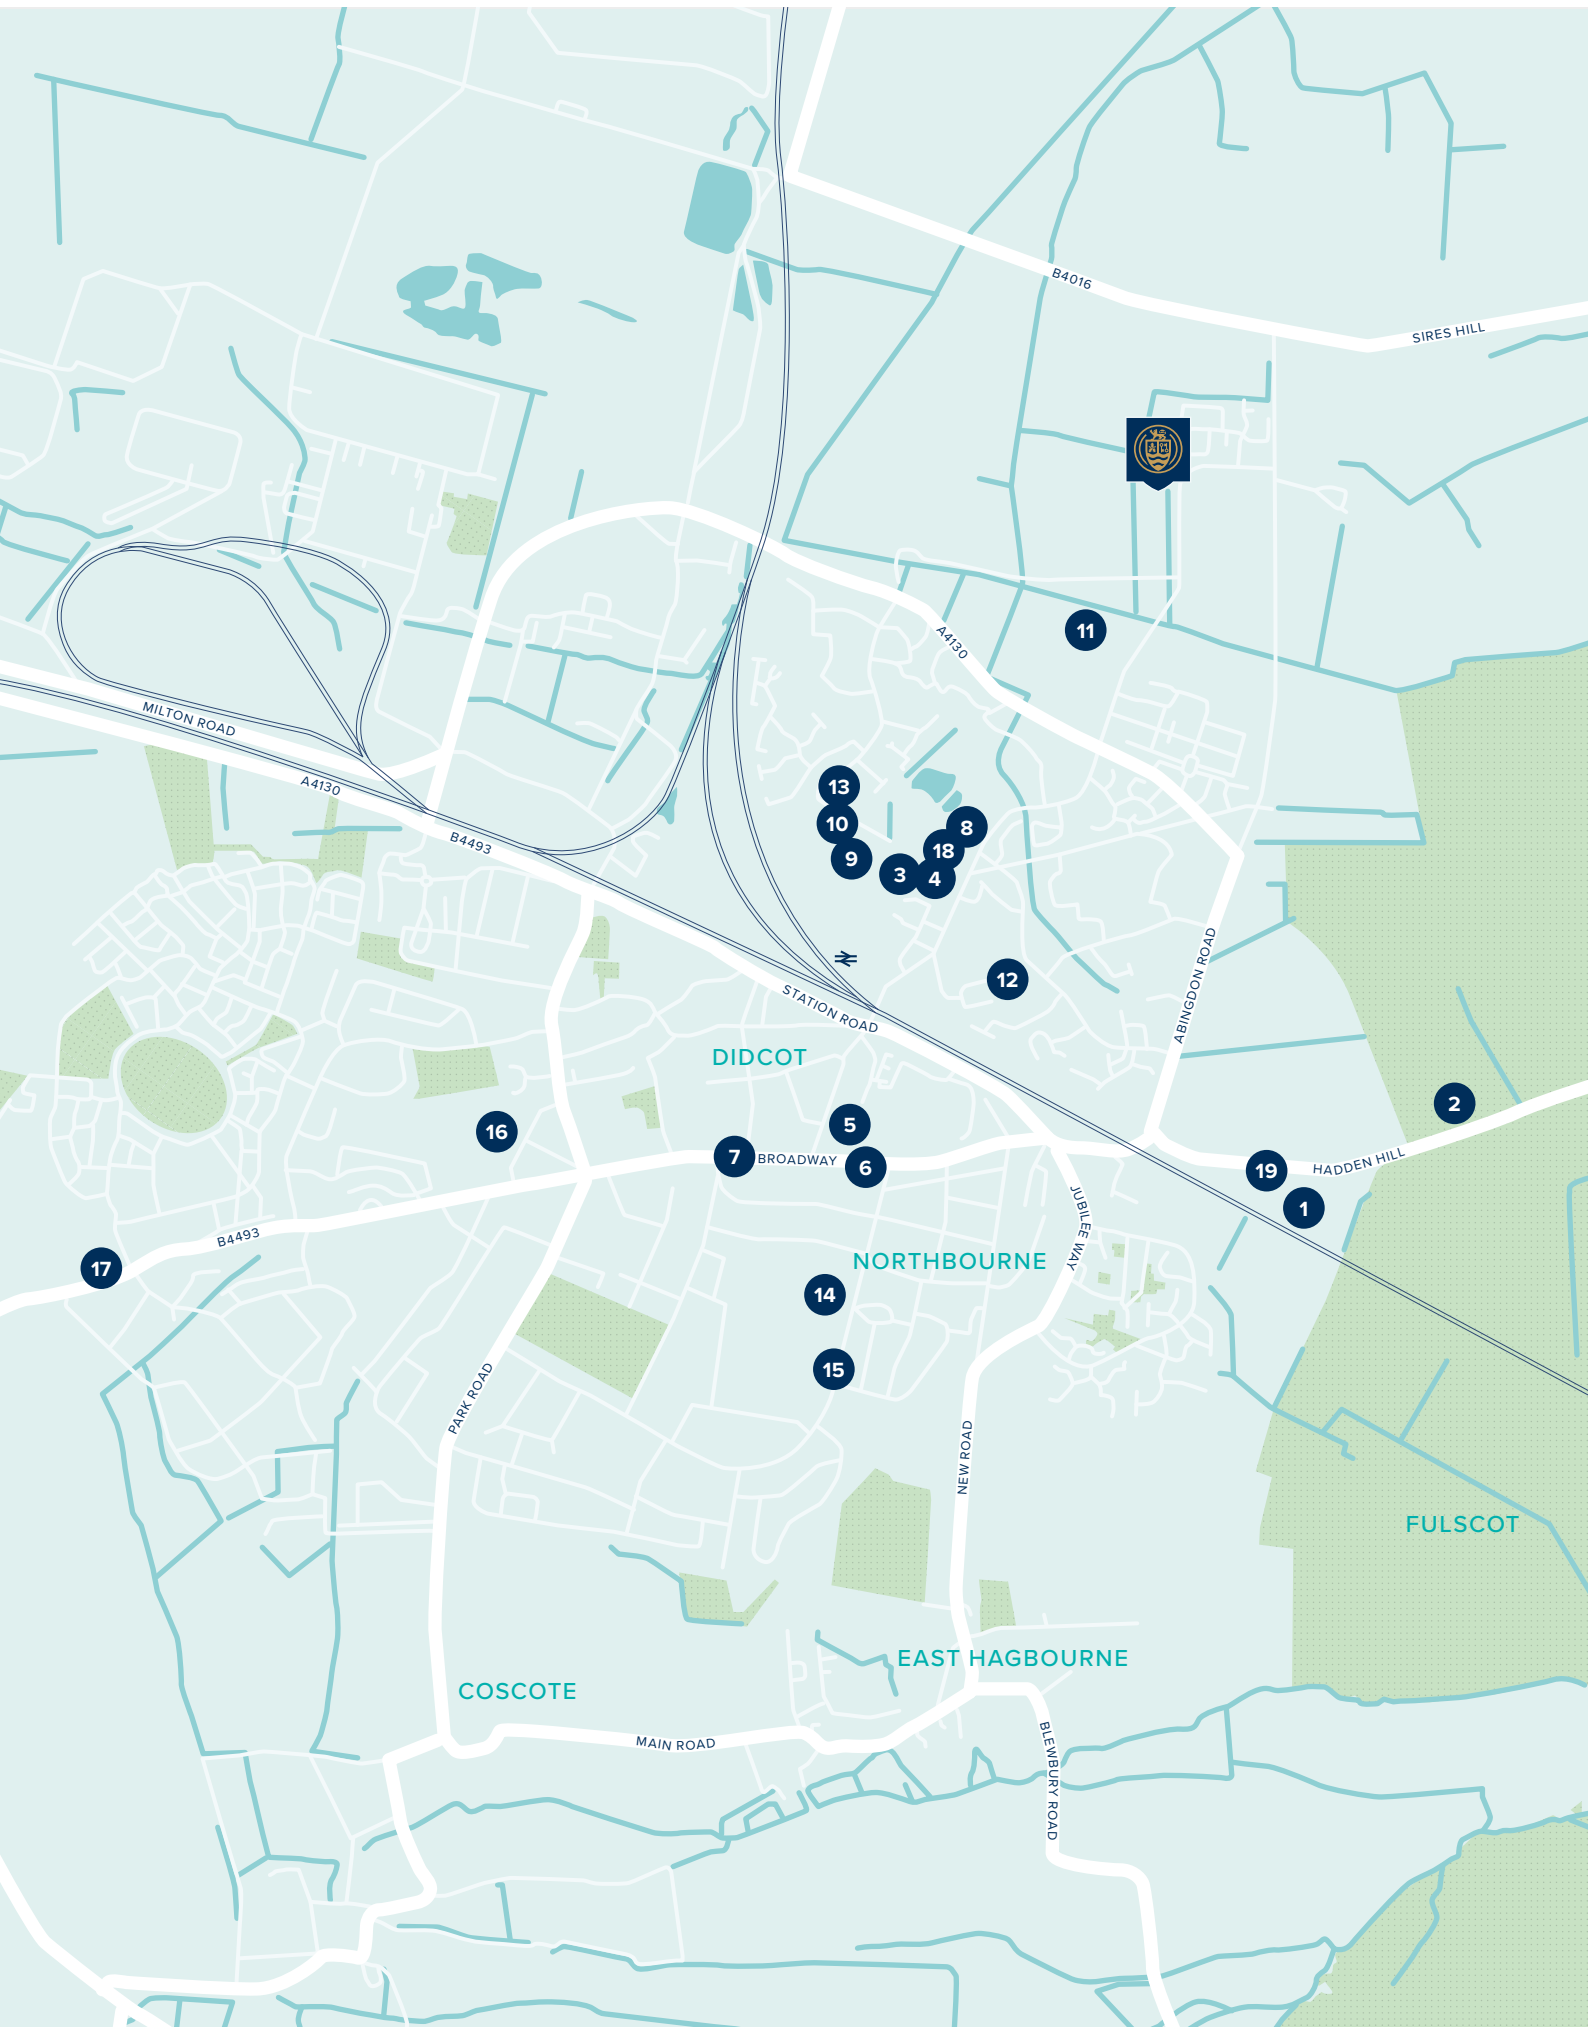 B4016
SIRES HILL
11
A4130
MILTON ROAD
A4130
B4493
13
10
8
18
9
3
4
12
ABINGDON ROAD
STATION ROAD
DIDCOT
2
5
16
7
BROADWAY
6
HADDEN HILL
19
1
JUBILEE WAY
B4493
NORTHBOURNE
17
14
15
PARK ROAD
NEW ROAD
FULSCOT
EAST HAGBOURNE
COSCOTE
MAIN ROAD
BLEWBURY ROAD